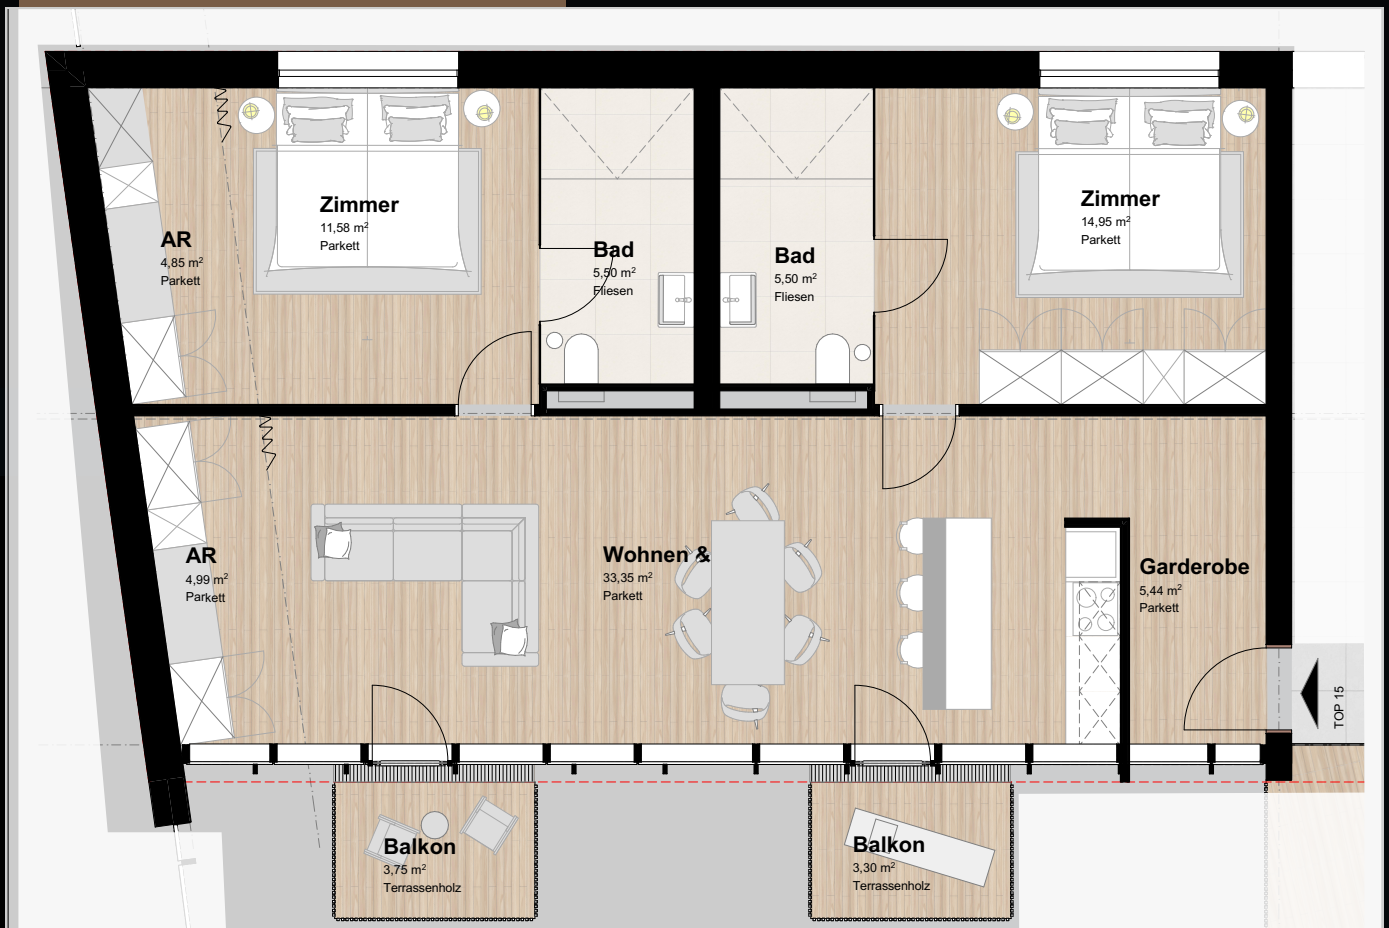 Zimmer
11,58 m²
Parkett
AR
4,85 m²
Parkett
Bad
5,50 m²
Fliesen
Bad
5,50 m²
Fliesen
Zimmer
14,95 m²
Parkett
AR
4,99 m²
Parkett
Wohnen &
33,35 m²
Parkett
Garderobe
5,44 m²
Parkett
TOP 15
Balkon
3,75 m²
Terrassenholz
Balkon
3,30 m²
Terrassenholz